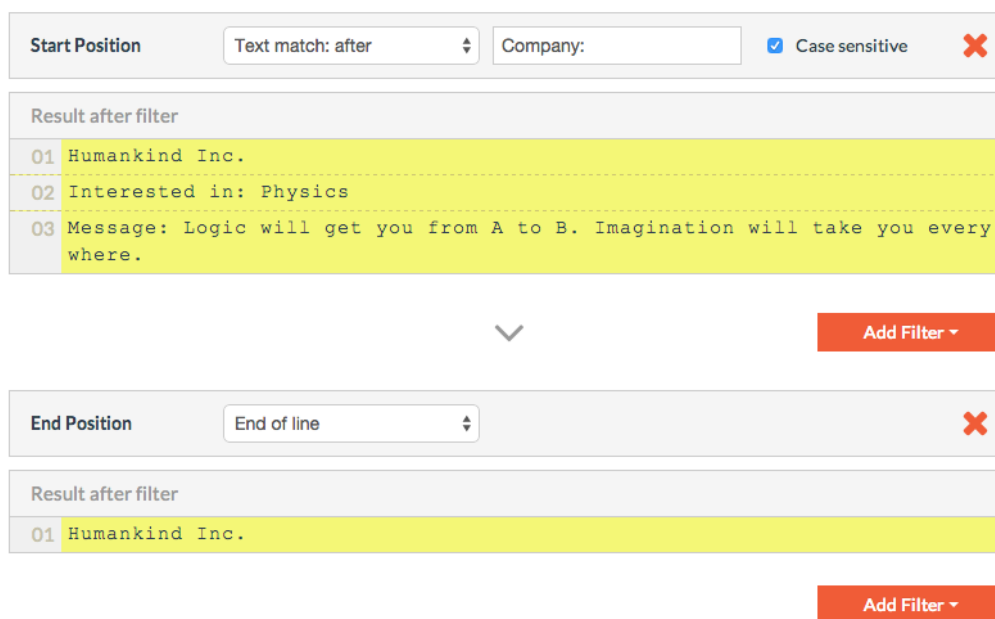 Start Position Text match: after Company: Case sensitive
Result after filter
01 Humankind Inc.
02 Interested in: Physics
03 Message: Logic will get you from A to B. Imagination will take you every
where.
Add Filter
End Position End of line
Result after filter
01 Humankind Inc.
Add Filter